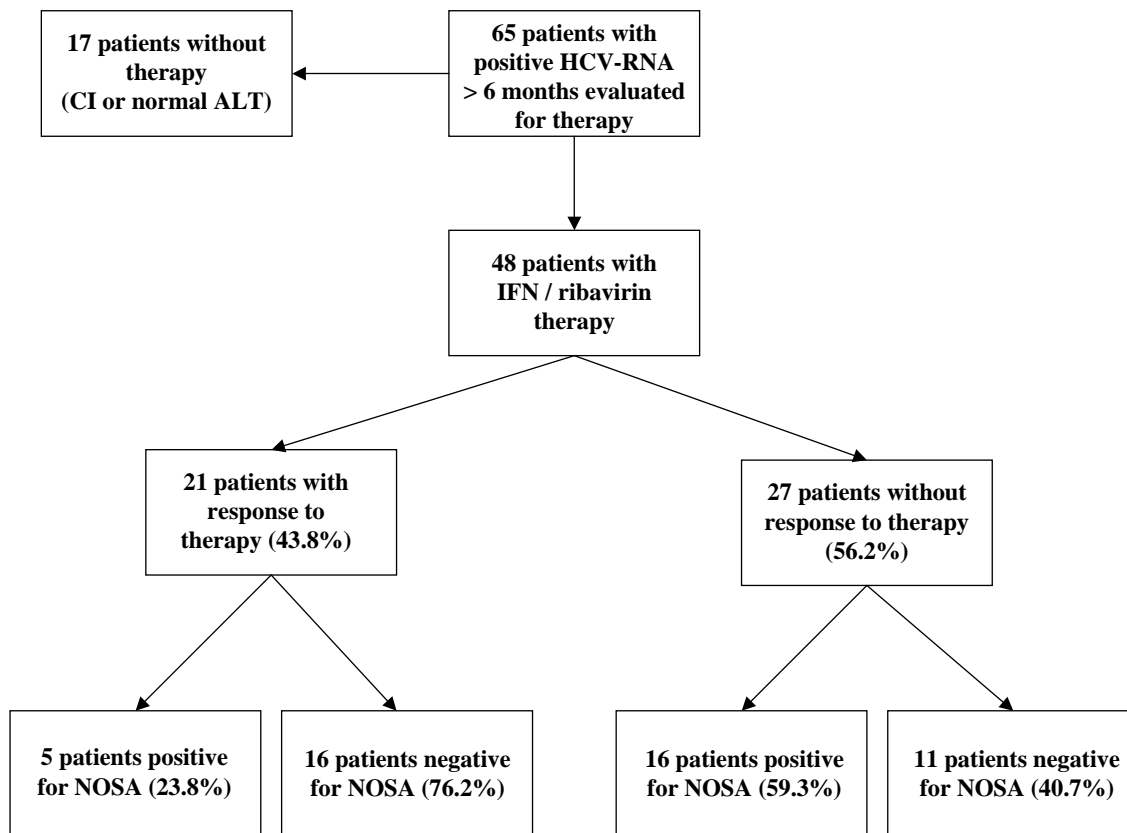 17 patients without
therapy
(CI or normal ALT)
65 patients with
positive HCV-RNA
> 6 months evaluated
for therapy
48 patients with
IFN / ribavirin
therapy
21 patients with
response to
therapy (43.8%)
27 patients without
response to therapy
(56.2%)
5 patients positive
for NOSA (23.8%)
16 patients negative
for NOSA (76.2%)
16 patients positive
for NOSA (59.3%)
11 patients negative
for NOSA (40.7%)